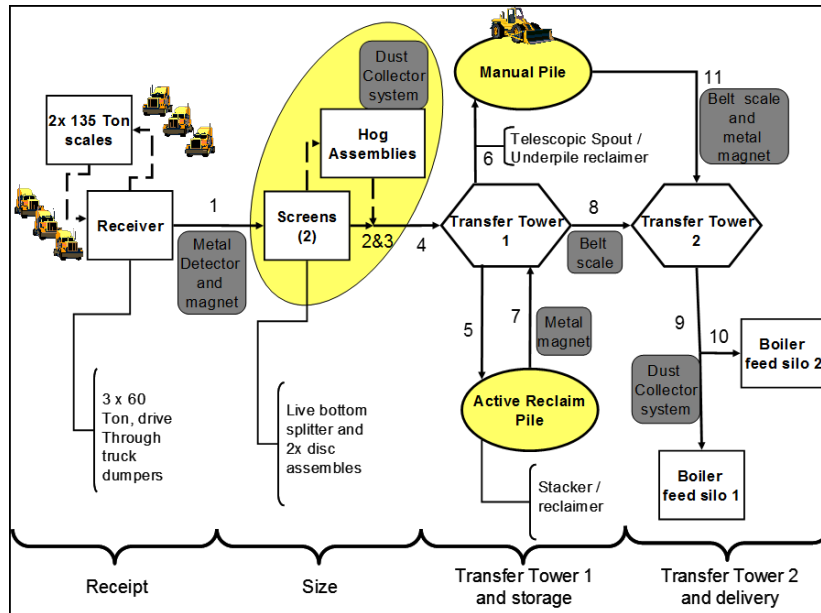 2x 135 Ton
scales
Receiver
1
Metal
Detector
and
magnet
3 x 60
Ton, drive
Through
truck
dumpers
Dust
Collector
system
Hog
Assemblies
Screens
(2)
2&3
4
Live bottom
splitter and
2x disc
assembles
Manual Pile
6
Telescopic Spout /
Underpile reclaimer
Transfer Tower
1
5
7
Metal
magnet
Active Reclaim
Pile
Stacker /
reclaimer
8
Belt
scale
11
Belt scale
and
metal
magnet
Transfer Tower
2
9
10
Dust
Collector
system
Boiler
feed silo 2
Boiler
feed silo 1
Receipt
Size
Transfer Tower 1
and storage
Transfer Tower 2
and delivery